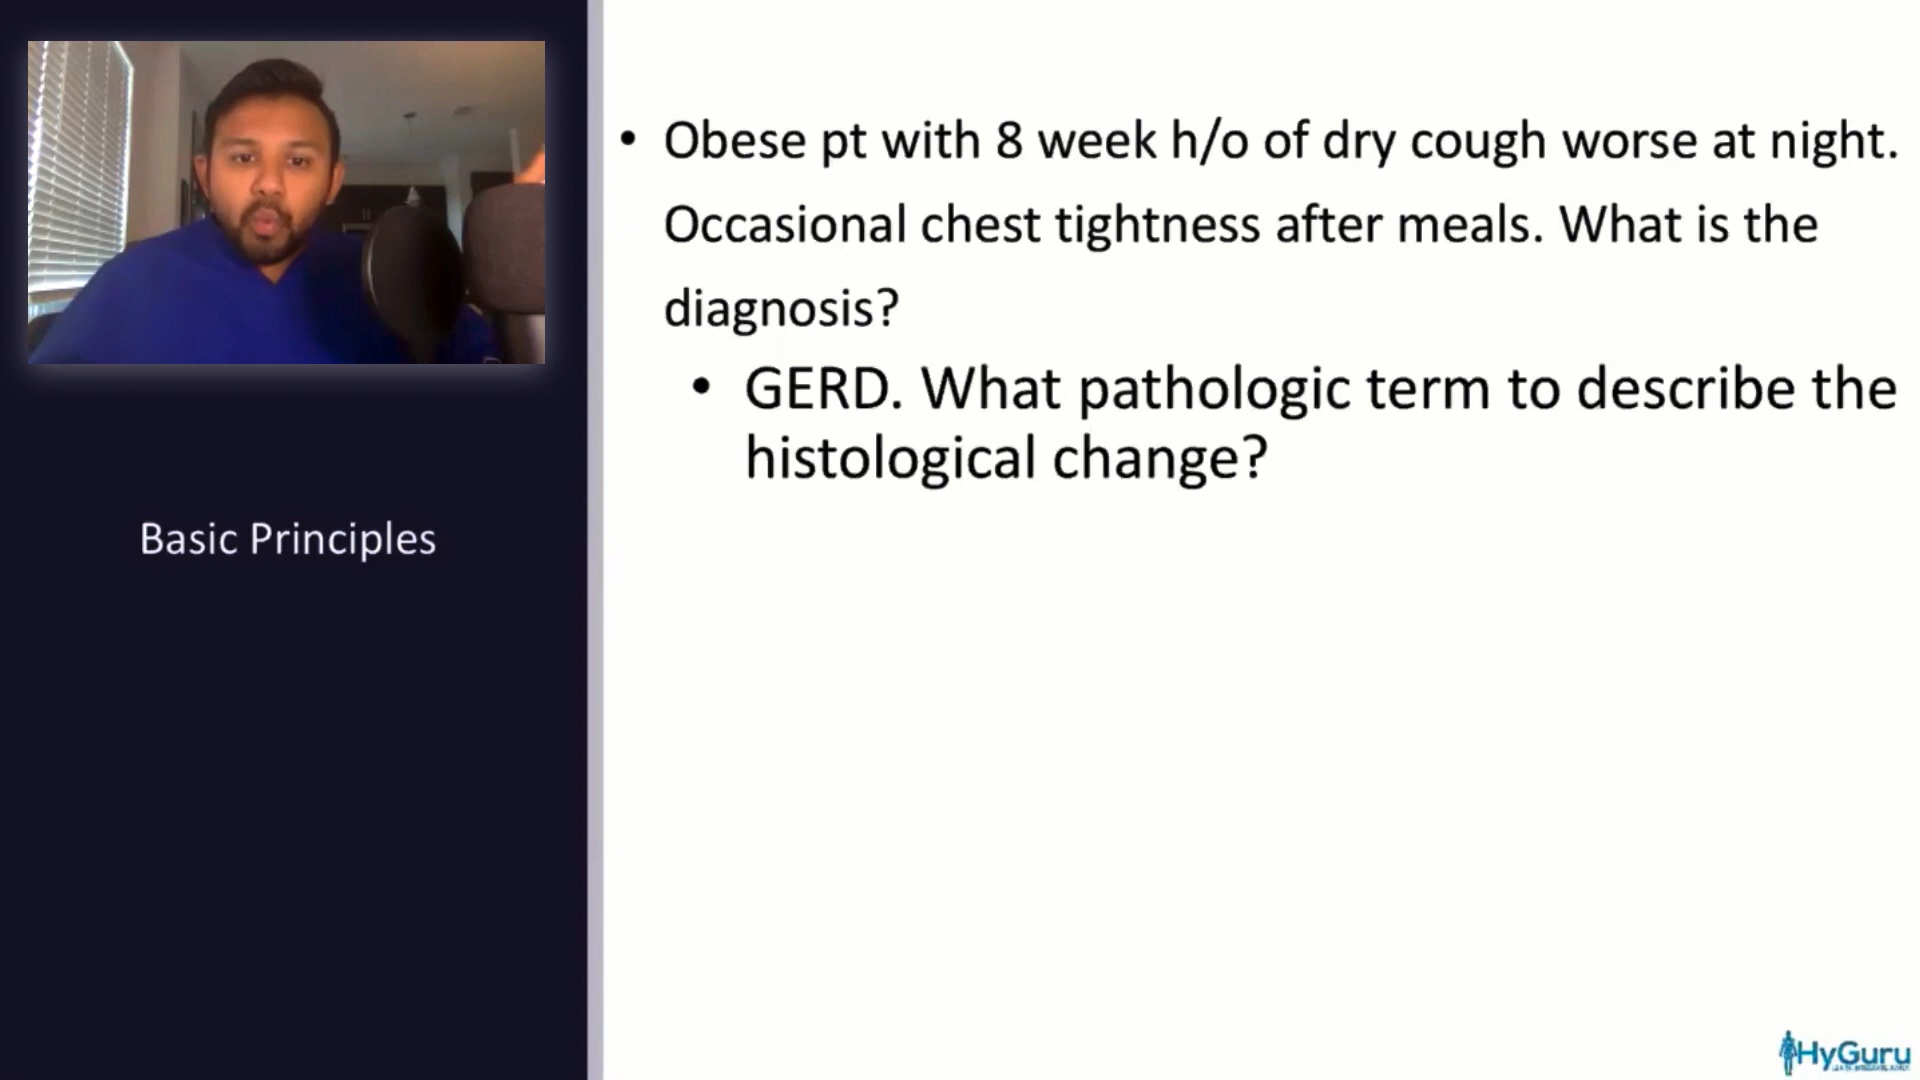 • Obese pt with 8 week h/o of dry cough worse at night.
Occasional chest tightness after meals. What is the
diagnosis?
• GERD. What pathologic term to describe the
histological change?
Basic Principles
HyGuru